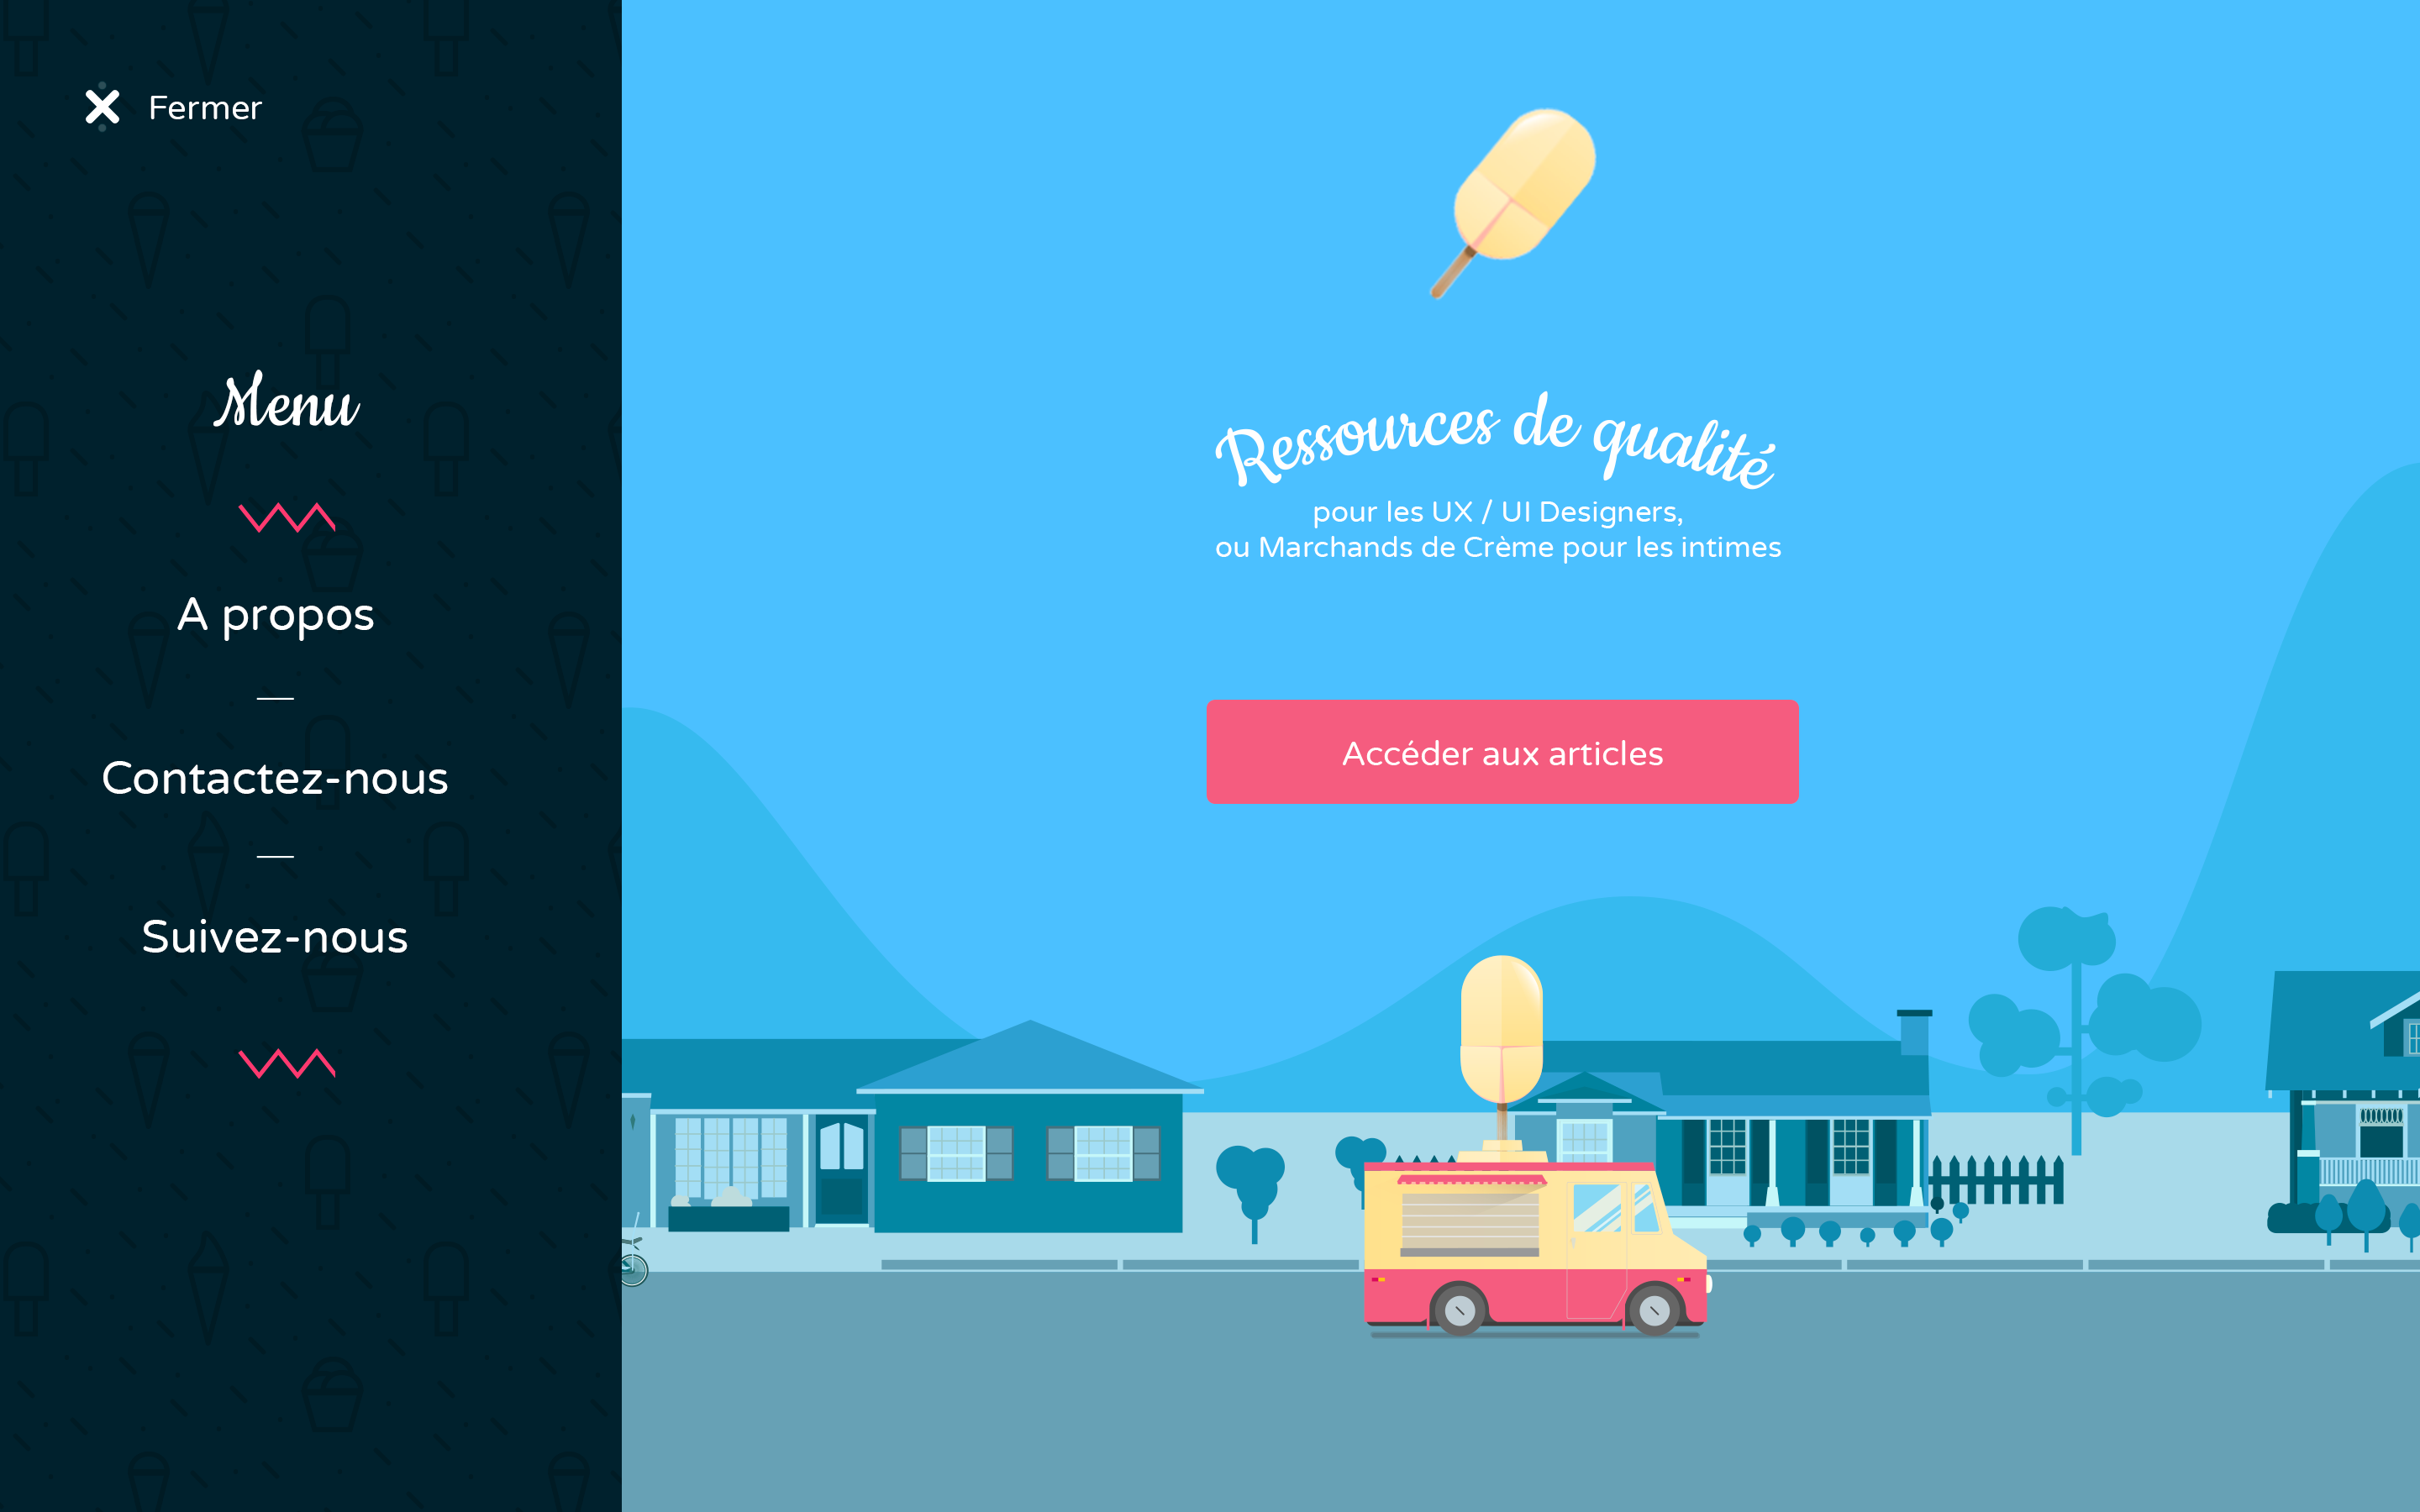 Fermer
Menu
A propos
Contactez-nous
Suivez-nous
Ressources de qualité
pour les UX / UI Designers,
ou Marchands de Crème pour les intimes
Accéder aux articles